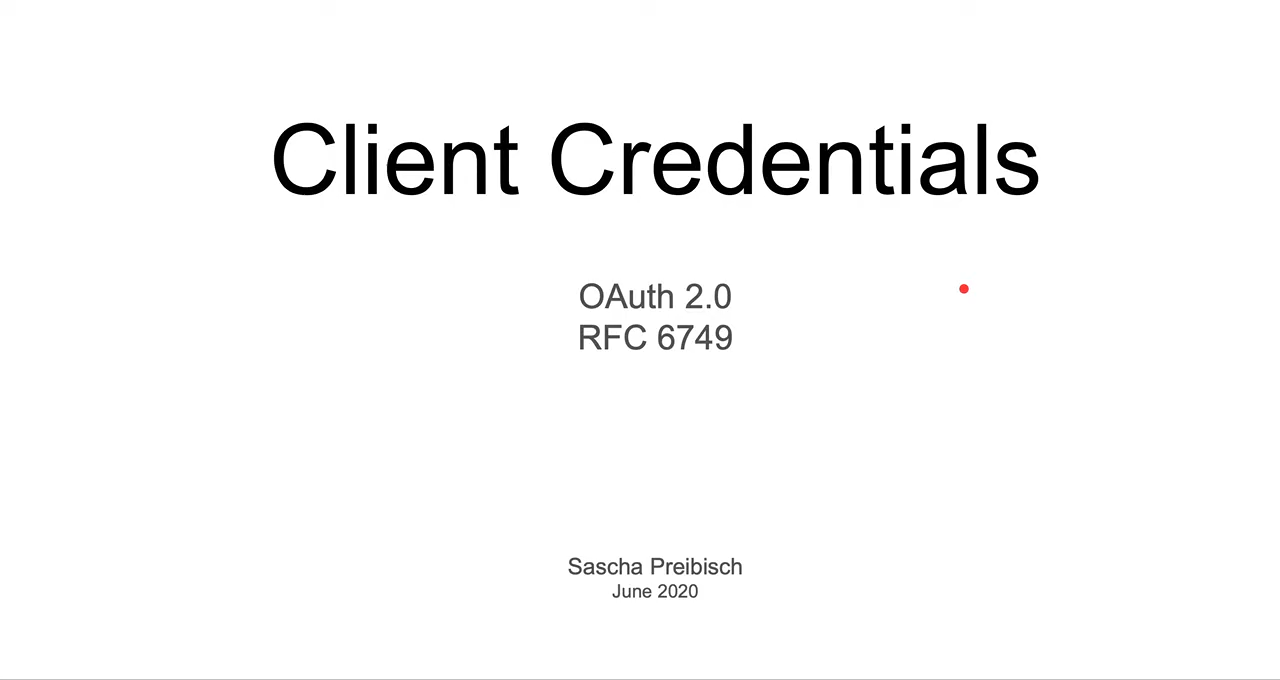 Client Credentials
OAuth 2.0
RFC 6749
Sascha Preibisch
June 2020